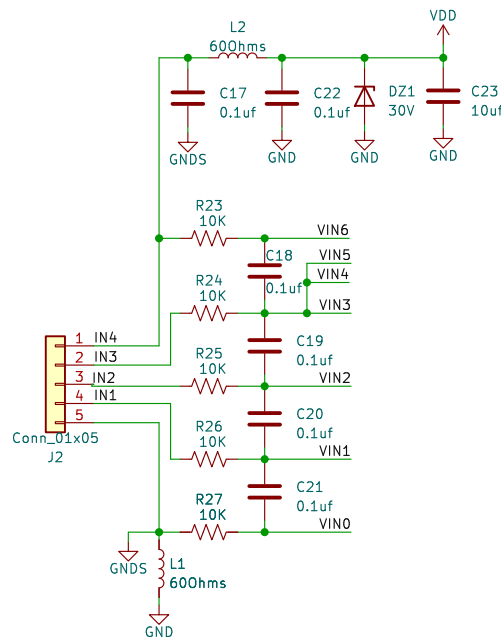 VDD
L2
60Ohms
C17
0.1uf
C22
0.1uf
DZ1
30V
C23
10uf
GNDS
GND
GND
GND
R23
10K
VIN6
C18
0.1uf
VIN5
VIN4
R24
10K
VIN3
1
IN4
2
IN3
3
IN2
4
IN1
5
Conn_01x05
J2
C19
0.1uf
R25
10K
VIN2
C20
0.1uf
R26
10K
VIN1
C21
0.1uf
R27
10K
VIN0
GNDS
L1
60Ohms
GND